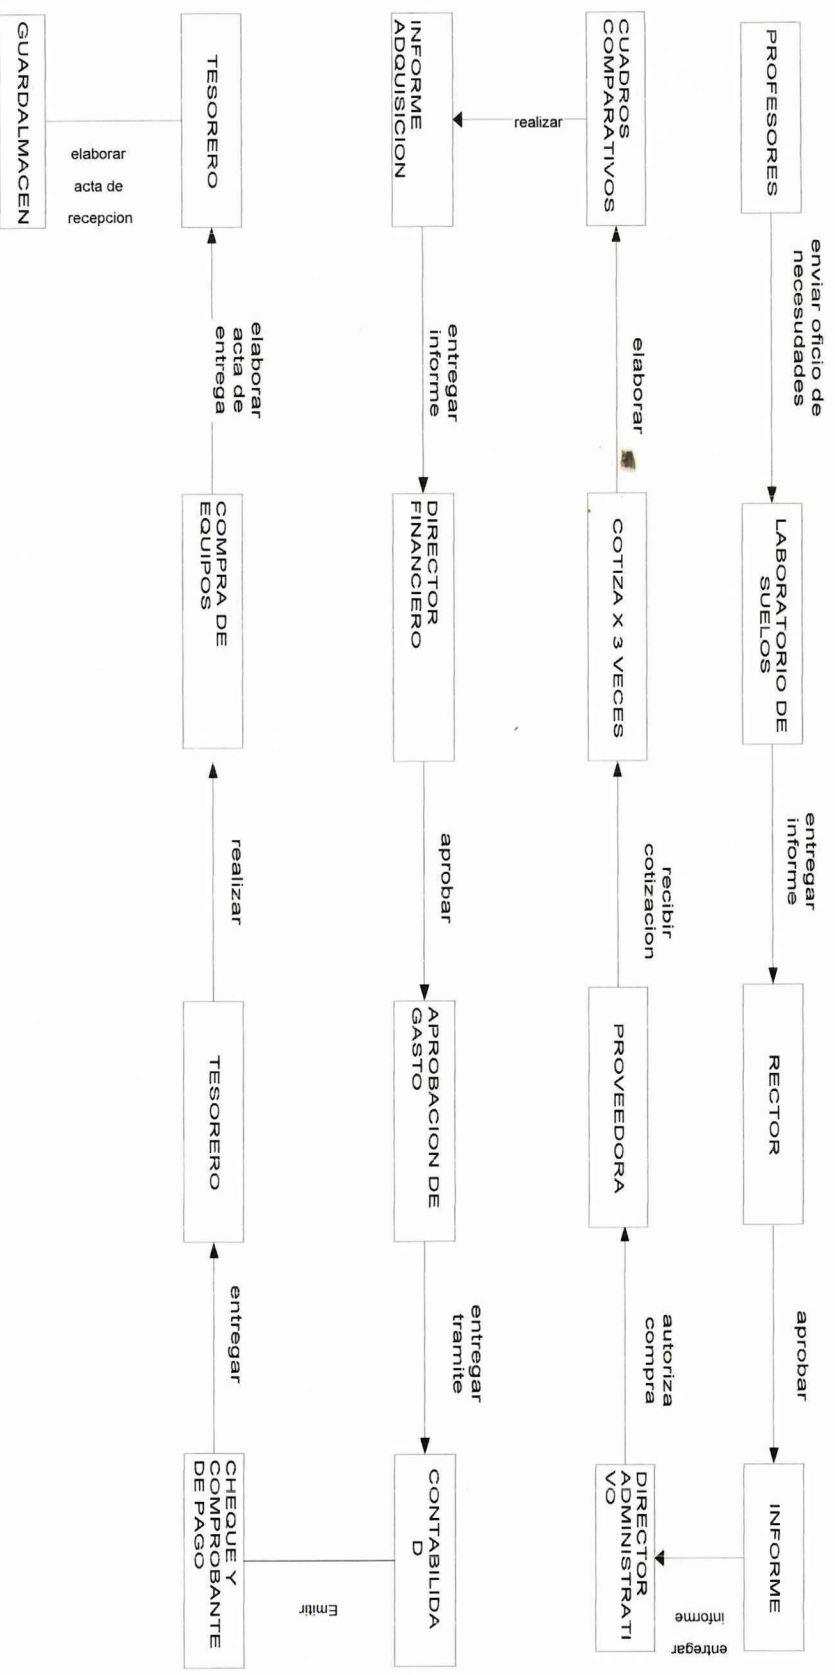 PROFESORES
enviar oficio de
necesudades
LABORATORIO DE
SUELOS
entregar
informe
RECTOR
aprobar
INFORME
entregar
informe
DIRECTOR
ADMINISTRATI
VO
autoriza
compra
PROVEEDORA
recibir
cotizacion
COTIZA X 3 VECES
elaborar
CUADROS
COMPARATIVOS
realizar
INFORME
ADQUISICION
entregar
informe
DIRECTOR
FINANCIERO
aprobar
APROBACION DE
GASTO
entregar
tramite
CONTABILIDA
D
Emitir
CHEQUE Y
COMPROBANTE
DE PAGO
entregar
TESORERO
realizar
COMPRA DE
EQUIPOS
elaborar
acta de
entrega
TESORERO
elaborar
acta de
recepcion
GUARDALMACEN